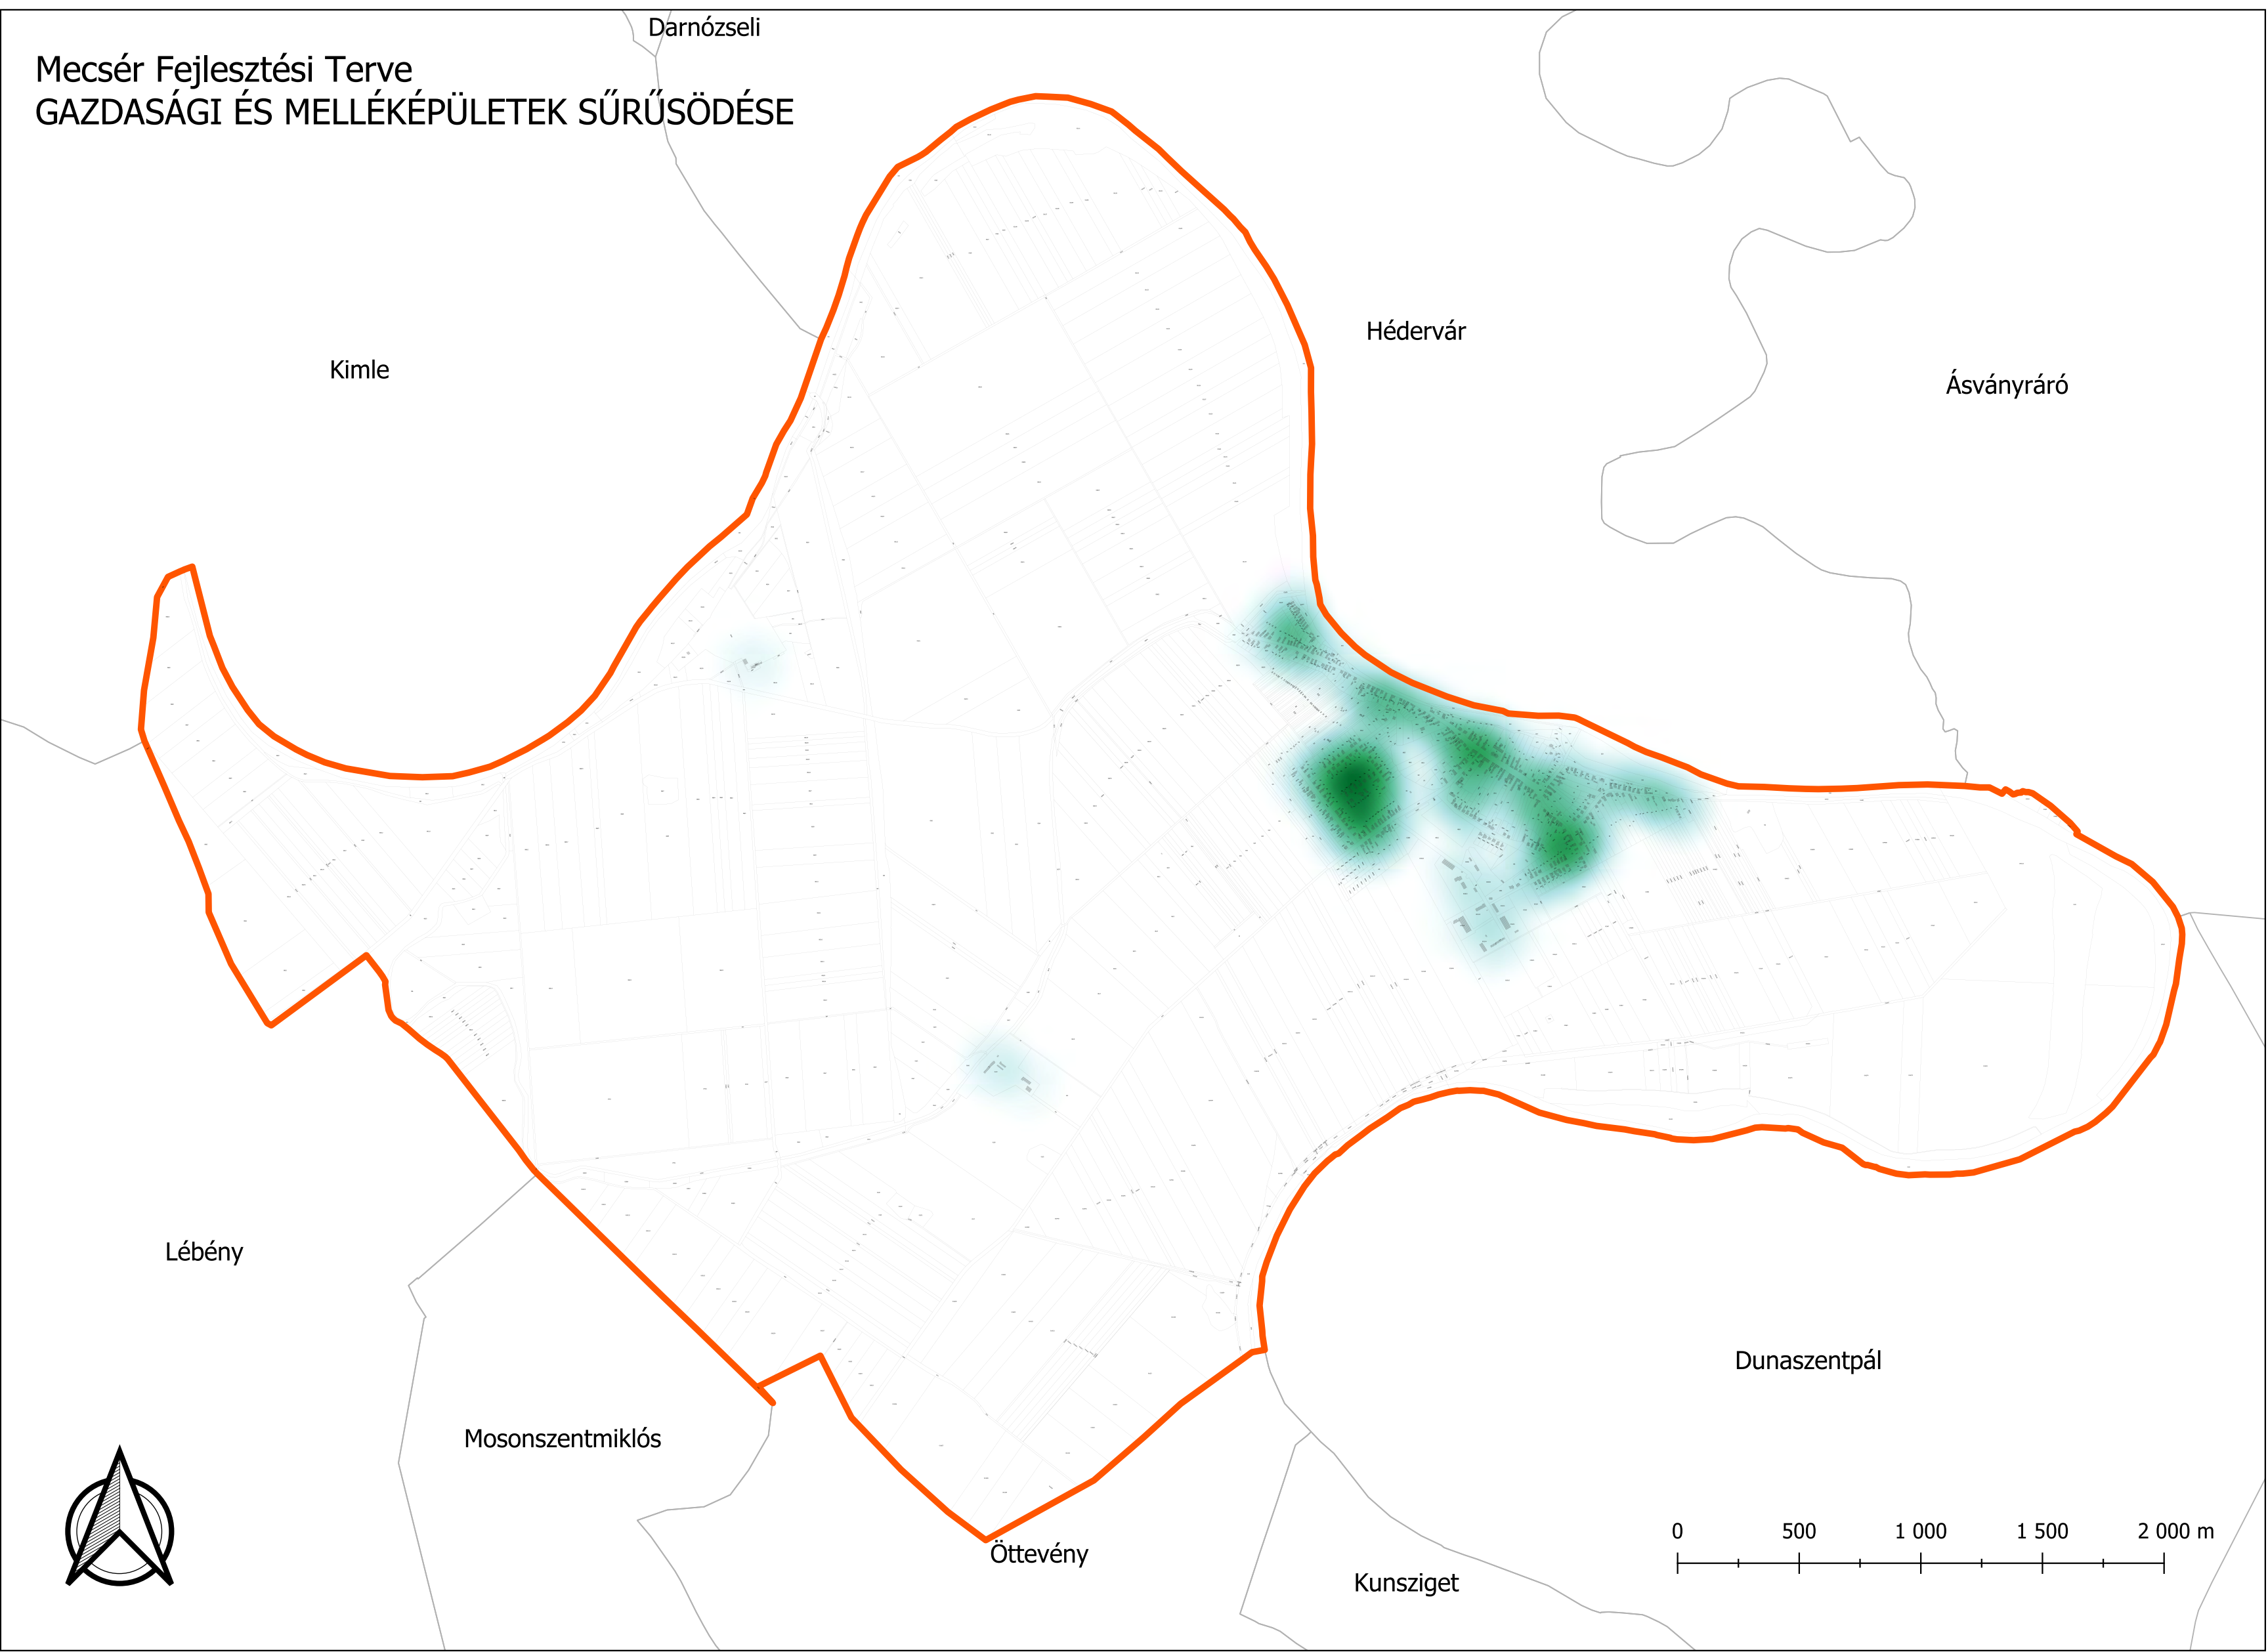 Darnózseli
Mecsér Fejlesztési Terve
GAZDASÁGI ÉS MELLÉKÉPÜLETEK SŰRŰSÖDÉSE
Hédervár
Kimle
Ásványráró
Lébény
Dunaszentpál
Mosonszentmiklós
Öttevény
Kunsziget
0 500 1 000 1 500 2 000 m